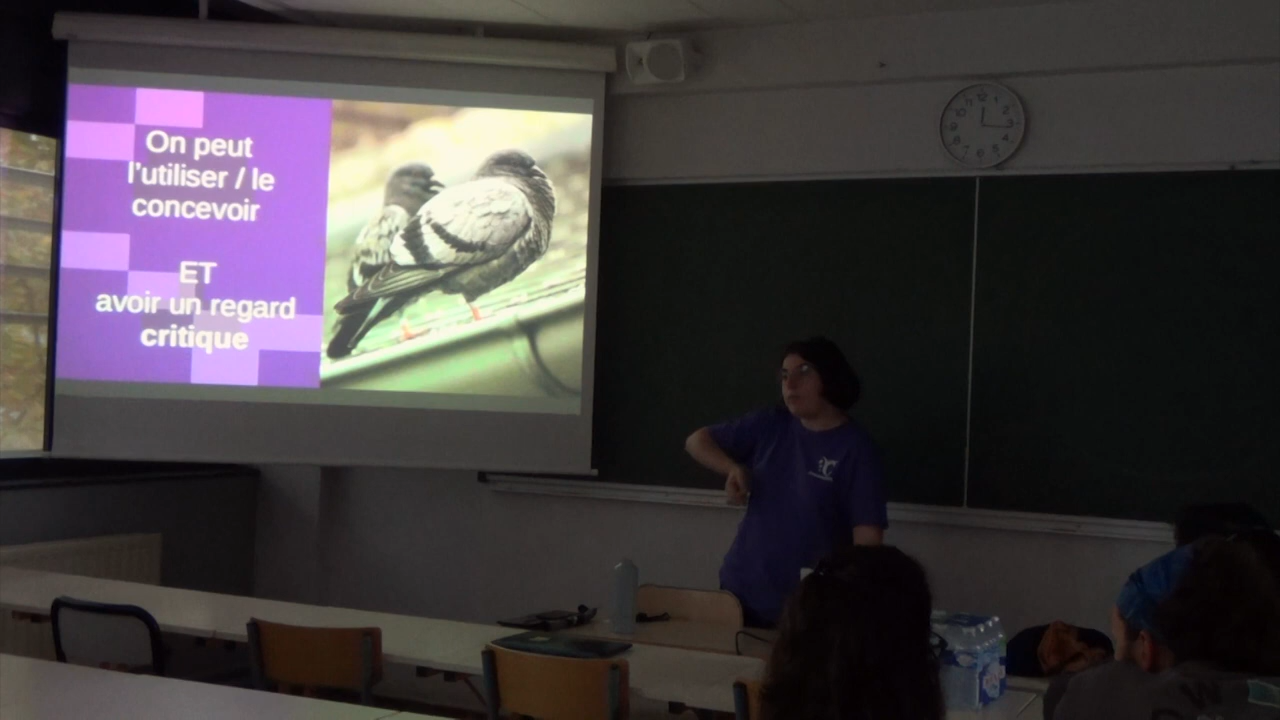 On peut
l'utiliser / le
concevoir
ET
avoir un regard
critique